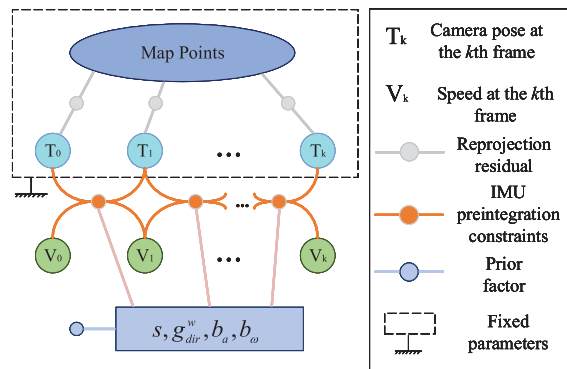 Map Points
T₀ T₁ ... Tₖ
...
V₀ V₁ ... Vₖ
s, g_dir^w, b_a, b_ω
Tₖ Camera pose at
the kth frame
Vₖ Speed at the kth
frame
Reprojection
residual
IMU
preintegration
constraints
Prior
factor
Fixed
parameters